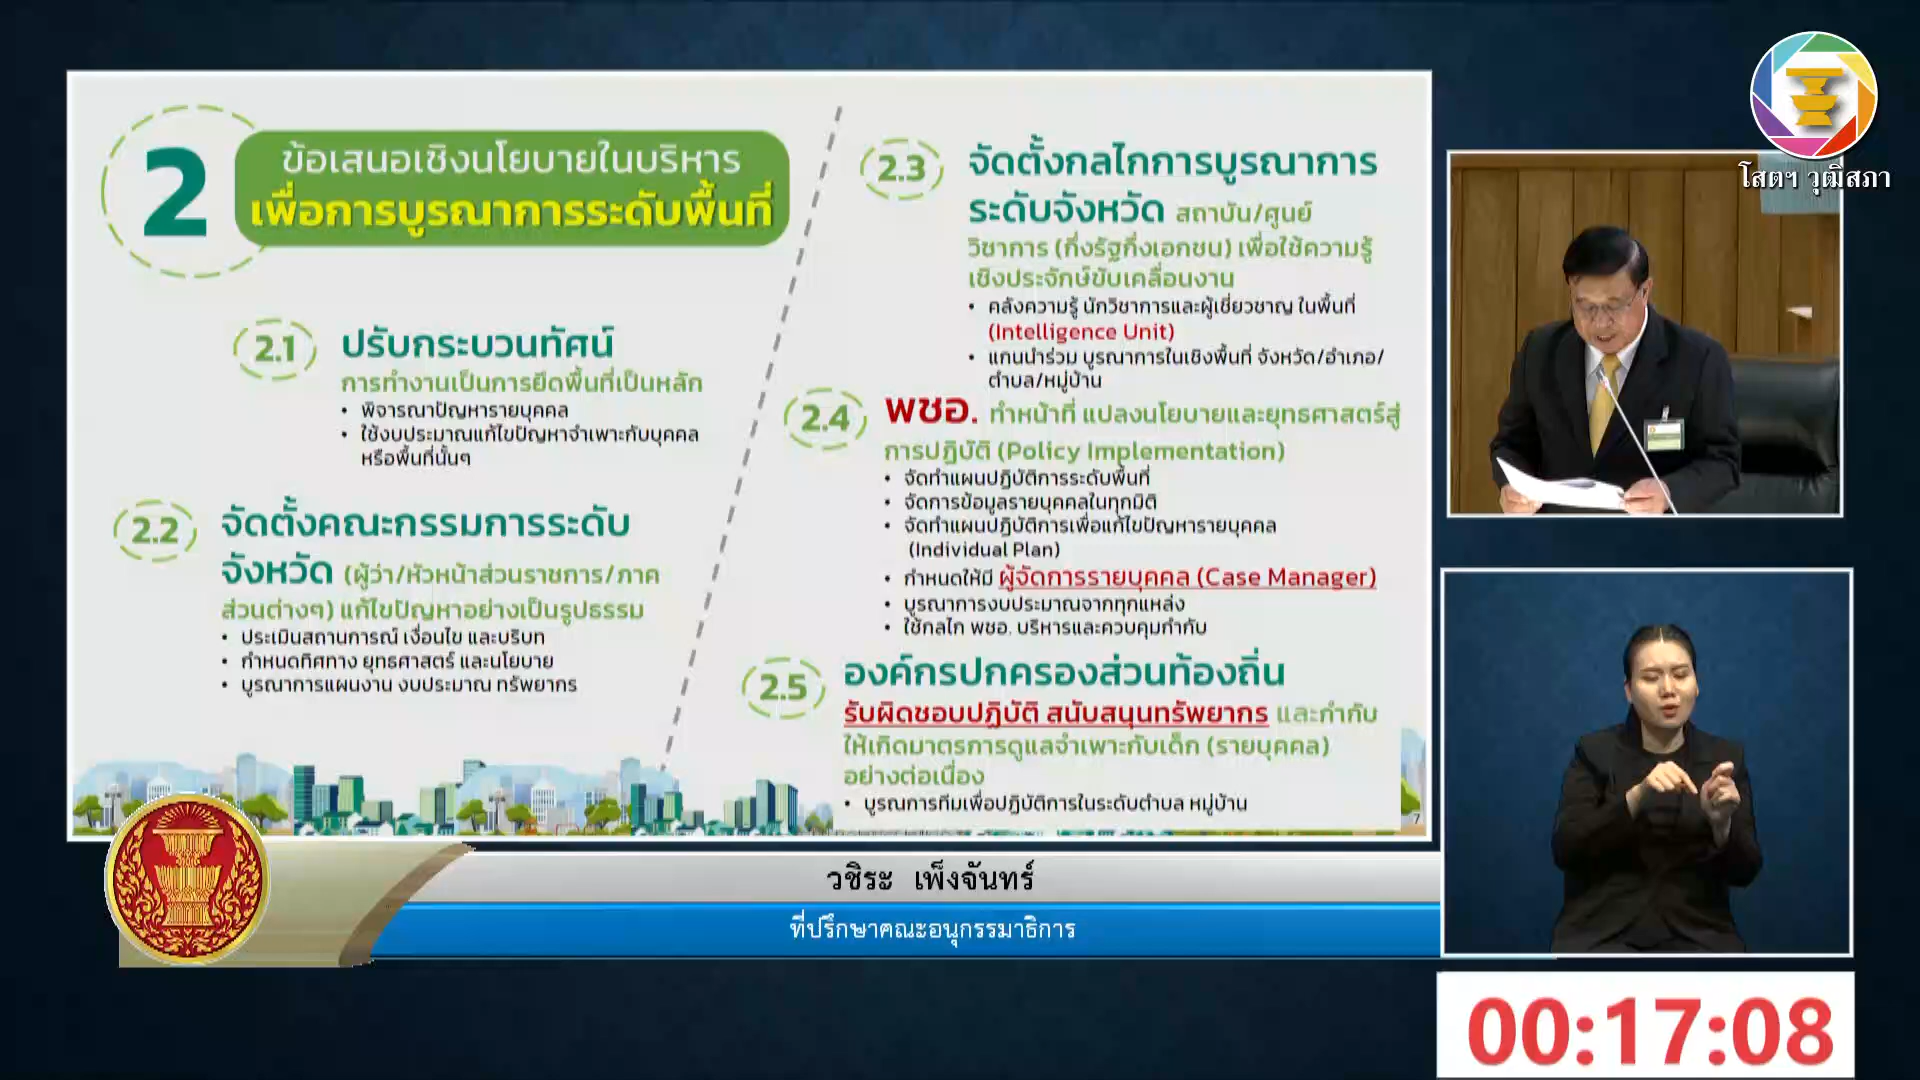 2
ข้อเสนอเชิงนโยบายในบริหาร
เพื่อการบูรณาการระดับพื้นที่
2.1 ปรับกระบวนทัศน์
การทำงานเป็นการยึดพื้นที่เป็นหลัก
• พิจารณาปัญหารายบุคคล
• ใช้งบประมาณแก้ไขปัญหาจำเพาะกับบุคคล
หรือพื้นที่นั้นๆ
2.2 จัดตั้งคณะกรรมการระดับ
จังหวัด (ผู้ว่า/หัวหน้าส่วนราชการ/ภาค
ส่วนต่างๆ) แก้ไขปัญหาอย่างเป็นรูปธรรม
• ประเมินสถานการณ์ เงื่อนไข และบริบท
• กำหนดทิศทาง ยุทธศาสตร์ และนโยบาย
• บูรณาการแผนงาน งบประมาณ ทรัพยากร
2.3 จัดตั้งกลไกการบูรณาการ
ระดับจังหวัด สถาบัน/ศูนย์
วิชาการ (กึ่งรัฐกึ่งเอกชน) เพื่อใช้ความรู้
เชิงประจักษ์ขับเคลื่อนงาน
• คลังความรู้ นักวิชาการและผู้เชี่ยวชาญ ในพื้นที่
(Intelligence Unit)
• แกนนำร่วม บูรณาการในเชิงพื้นที่ จังหวัด/อำเภอ/
ตำบล/หมู่บ้าน
2.4 พชอ. ทำหน้าที่ แปลงนโยบายและยุทธศาสตร์สู่
การปฏิบัติ (Policy Implementation)
• จัดทำแผนปฏิบัติการระดับพื้นที่
• จัดการข้อมูลรายบุคคลในทุกมิติ
• จัดทำแผนปฏิบัติการเพื่อแก้ไขปัญหารายบุคคล
(Individual Plan)
• กำหนดให้มี ผู้จัดการรายบุคคล (Case Manager)
• บูรณาการงบประมาณจากทุกแหล่ง
• ใช้กลไก พชอ. บริหารและควบคุมกำกับ
2.5 องค์กรปกครองส่วนท้องถิ่น
รับผิดชอบปฏิบัติ สนับสนุนทรัพยากร และกำกับ
ให้เกิดมาตรการดูแลจำเพาะกับเด็ก (รายบุคคล)
อย่างต่อเนื่อง
• บูรณการทีมเพื่อปฏิบัติการในระดับตำบล หมู่บ้าน
7
โสตฯ วุฒิสภา
วชิระ เพ็งจันทร์
ที่ปรึกษาคณะอนุกรรมาธิการ
00:17:08